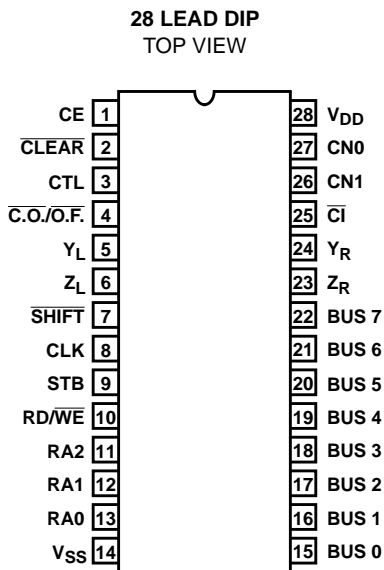 28 LEAD DIP
TOP VIEW
CE 1 28 VDD
CLEAR 2 27 CN0
CTL 3 26 CN1
C.O./O.F. 4 25 CI
YL 5 24 YR
ZL 6 23 ZR
SHIFT 7 22 BUS 7
CLK 8 21 BUS 6
STB 9 20 BUS 5
RD/WE 10 19 BUS 4
RA2 11 18 BUS 3
RA1 12 17 BUS 2
RA0 13 16 BUS 1
VSS 14 15 BUS 0